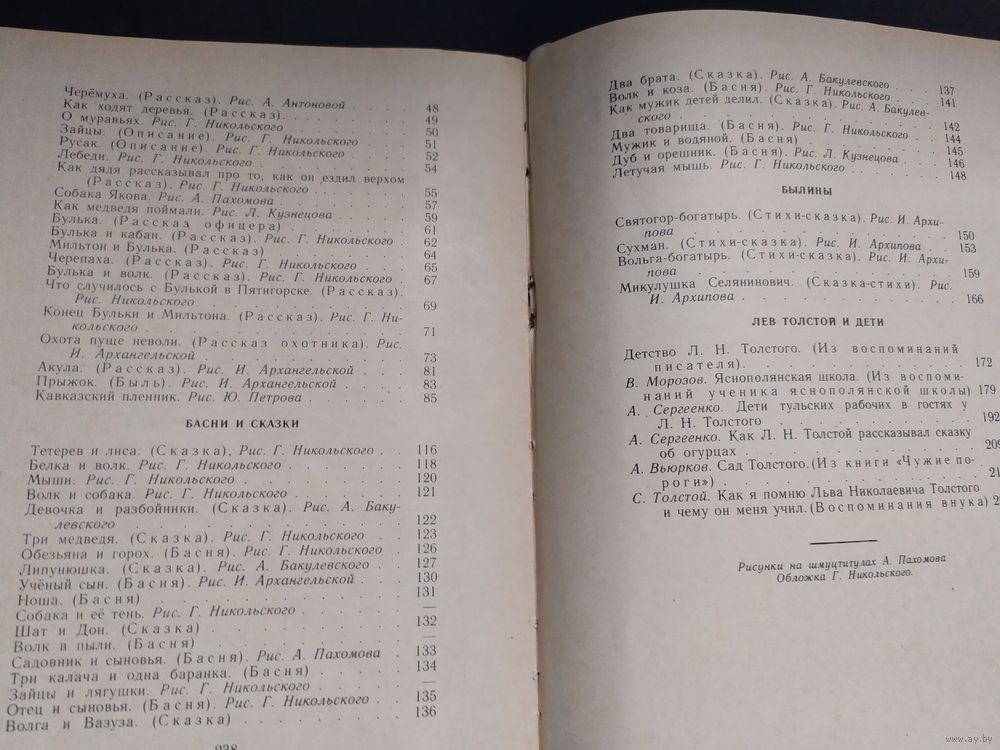 Черёмуха. (Рассказ). Рис. А. Антоновой . . . . 48
Как ходят деревья. (Рассказ). . . . . . . 49
О муравьях. Рис. Г. Никольского . . . . . 50
Зайцы. (Описание). Рис. Г. Никольского . . . 51
Русак. (Описание). Рис. Г. Никольского . . . 52
Лебеди. Рис. Г. Никольского . . . . . . 54
Как дядя рассказывал про то, как он ездил верхом
(Рассказ). Рис. Г. Никольского . . . . . 55
Собака Якова. Рис. А. Пахомова . . . . . 57
Как медведя поймали. Рис. Л. Кузнецова . . . 59
Булька. (Рассказ офицера) . . . . . . 61
Булька и кабан. (Рассказ). Рис. Г. Никольского . 62
Мильтон и Булька. (Рассказ) . . . . . . 64
Черепаха. (Рассказ). Рис. Г. Никольского . . . 65
Булька и волк. (Рассказ). Рис. Г. Никольского . 67
Что случилось с Булькой в Пятигорске. (Рассказ).
Рис. Никольского . . . . . . . . 69
Конец Бульки и Мильтона. (Рассказ). Рис. Г. Ни-
кольского . . . . . . . . . . 71
Охота пуще неволи. (Рассказ охотника). Рис.
И. Архангельской . . . . . . . . 73
Акула. (Рассказ). Рис. И. Архангельской . . . 81
Прыжок. (Быль). Рис. И. Архангельской . . . 83
Кавказский пленник. Рис. Ю. Петрова . . . . 85
БАСНИ И СКАЗКИ
Тетерев и лиса. (Сказка), Рис. Г. Никольского . 116
Белка и волк. Рис. Г. Никольского . . . . 118
Мыши. Рис. Г. Никольского . . . . . . 120
Волк и собака. Рис. Г. Никольского . . . . 121
Девочка и разбойники. (Сказка). Рис. А. Баку-
левского . . . . . . . . . . 122
Три медведя. (Сказка). Рис. Г. Никольского . . 123
Обезьяна и горох. (Басня). Рис. Г. Никольского . 126
Липунюшка. (Сказка). Рис. А. Бакулевского . . 127
Учёный сын. (Басня). Рис. И. Архангельской . . 130
Ноша. (Басня) . . . . . . . . . 131
Собака и её тень. Рис. Г. Никольского . . . —
Шат и Дон. (Сказка) . . . . . . . 132
Волк в пыли. (Басня) . . . . . . . —
Садовник и сыновья. (Басня). Рис. А. Пахомова . 133
Три калача и одна баранка. (Басня) . . . . 134
Зайцы и лягушки. Рис. Г. Никольского . . . —
Отец и сыновья. (Басня). Рис. Г. Никольского . . 135
Волга и Вазуза. (Сказка) . . . . . . 136
238
Два брата. (Сказка). Рис. А. Бакулевского . . . 137
Волк и коза. (Басня). Рис. Г. Никольского . . . 141
Как мужик детей делил. (Сказка). Рис. А. Бакулев-
ского . . . . . . . . . . . 142
Два товарища. (Басня). Рис. Г. Никольского . . 144
Мужик и водяной. (Басня) . . . . . . 145
Дуб и орешник. (Басня). Рис. Л. Кузнецова . . 146
Летучая мышь. Рис. Г. Никольского . . . . 148
БЫЛИНЫ
Святогор-богатырь. (Стихи-сказка). Рис. И. Архи-
пова . . . . . . . . . . . 150
Сухман. (Стихи-сказка). Рис. И. Архипова . . 153
Вольга-богатырь. (Стихи-сказка). Рис. И. Архи-
пова . . . . . . . . . . . 159
Микулушка Селянинович. (Сказка-стихи). Рис.
И. Архипова . . . . . . . . . 166
ЛЕВ ТОЛСТОЙ И ДЕТИ
Детство Л. Н. Толстого. (Из воспоминаний
писателя). . . . . . . . . . 172
В. Морозов. Яснополянская школа. (Из воспоми-
наний ученика яснополянской школы) 179
А. Сергеенко. Дети тульских рабочих в гостях у
Л. Н. Толстого . . . . . . . . 192
А. Сергеенко. Как Л. Н. Толстой рассказывал сказку
об огурцах . . . . . . . . . 209
А. Вьюрков. Сад Толстого. (Из книги «Чужие по-
роги») . . . . . . . . . . 21
С. Толстой. Как я помню Льва Николаевича Толстого
и чему он меня учил. (Воспоминания внука) 2
Рисунки на шмуцтитулах А. Пахомова
Обложка Г. Никольского.
www.ay.by